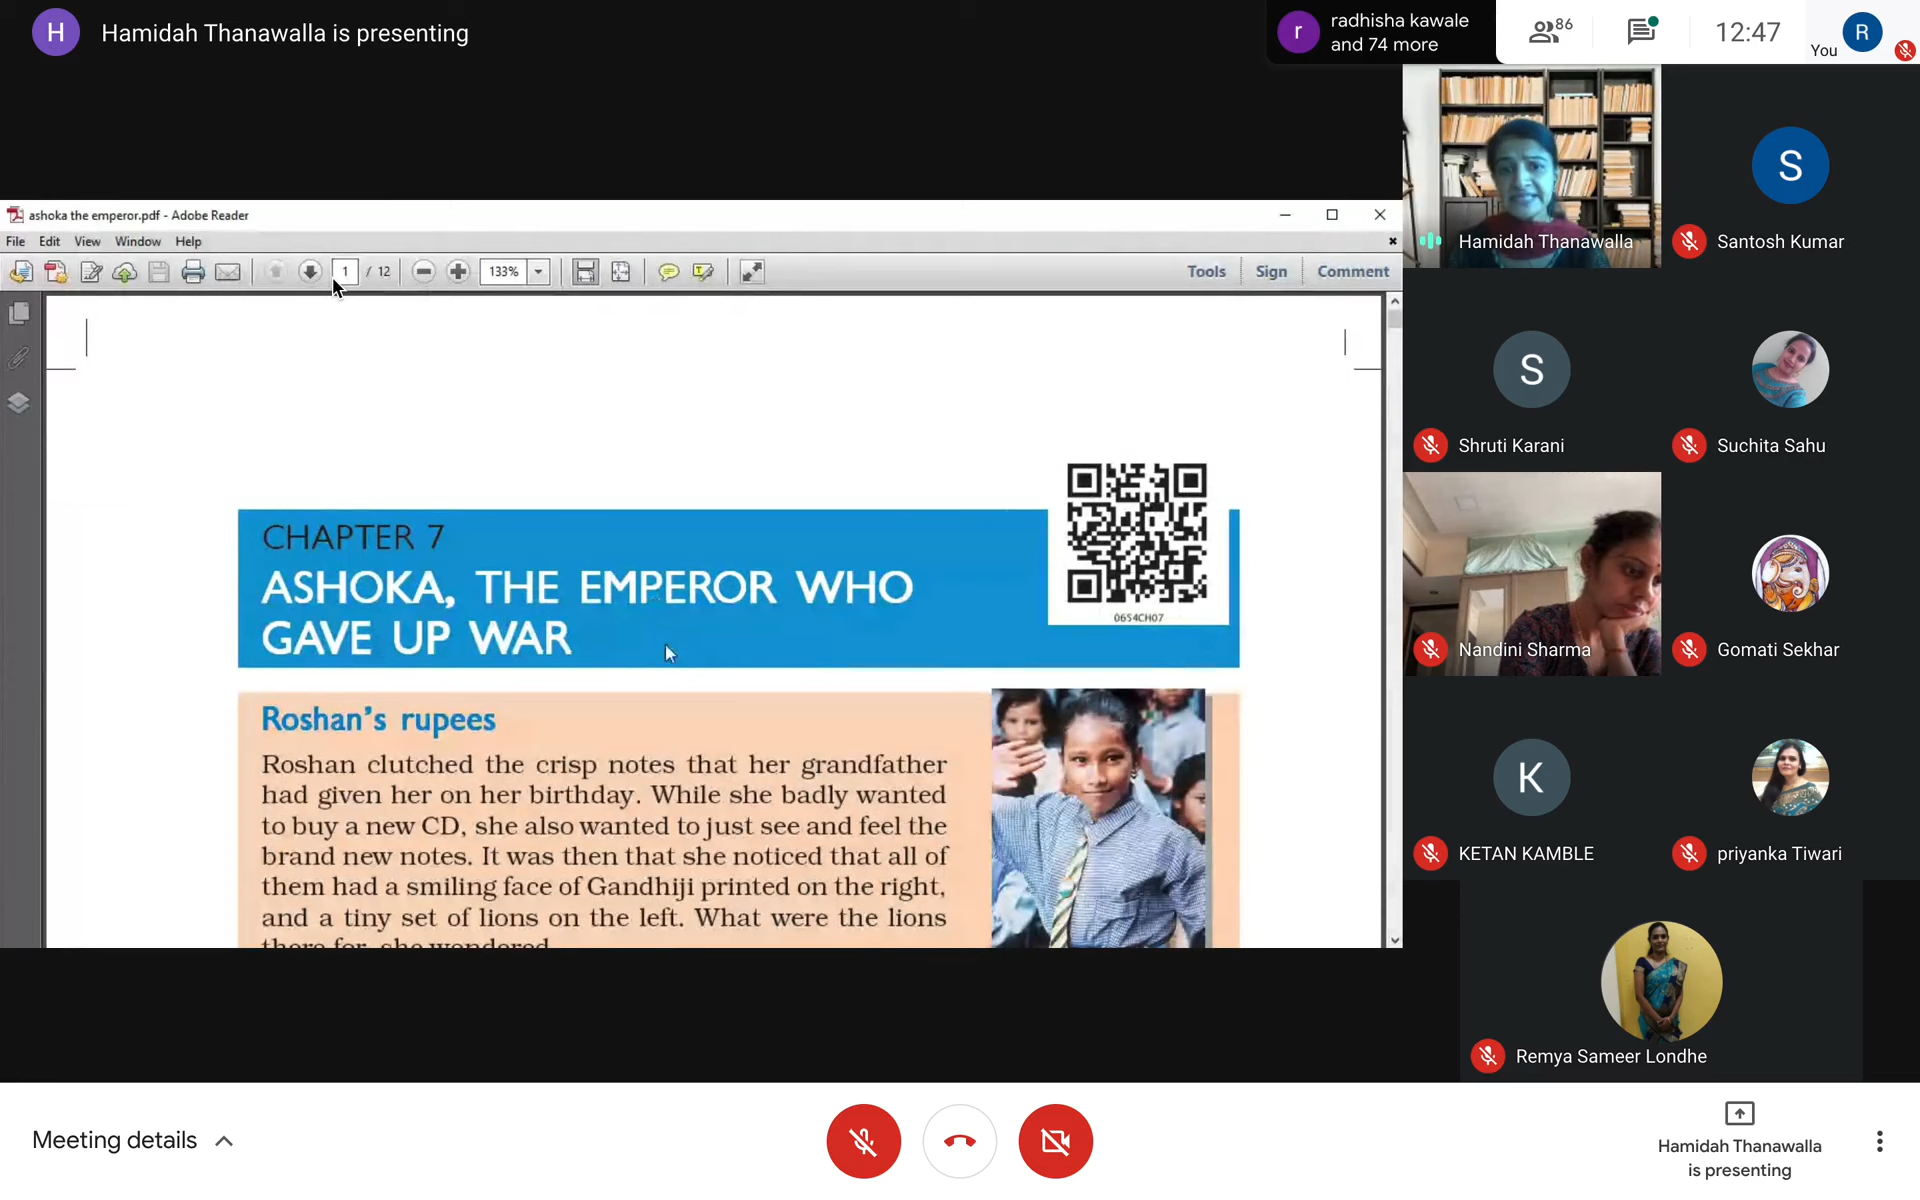 H
Hamidah Thanawalla is presenting
r
radhisha kawale
and 74 more
86
12:47
You
R
ashoka the emperor.pdf - Adobe Reader
File Edit View Window Help
1 / 12
133%
Tools Sign Comment
CHAPTER 7
ASHOKA, THE EMPEROR WHO
GAVE UP WAR
0654CH07
Roshan's rupees
Roshan clutched the crisp notes that her grandfather
had given her on her birthday. While she badly wanted
to buy a new CD, she also wanted to just see and feel the
brand new notes. It was then that she noticed that all of
them had a smiling face of Gandhiji printed on the right,
and a tiny set of lions on the left. What were the lions
there for, she wondered.
Hamidah Thanawalla
S
Santosh Kumar
S
Shruti Karani
Suchita Sahu
Nandini Sharma
Gomati Sekhar
K
KETAN KAMBLE
priyanka Tiwari
Remya Sameer Londhe
Meeting details
Hamidah Thanawalla
is presenting